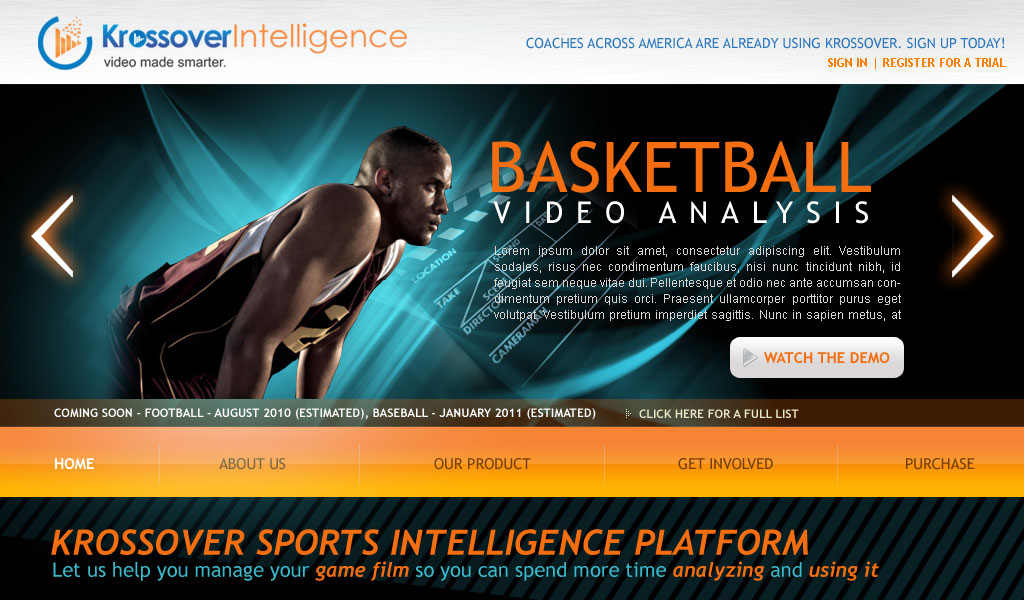 KrossoverIntelligence
video made smarter.
COACHES ACROSS AMERICA ARE ALREADY USING KROSSOVER. SIGN UP TODAY!
SIGN IN | REGISTER FOR A TRIAL
BASKETBALL
VIDEO ANALYSIS
Lorem ipsum dolor sit amet, consectetur adipiscing elit. Vestibulum
sodales, risus nec condimentum faucibus, nisi nunc tincidunt nibh, id
feugiat sem neque vitae dui. Pellentesque et odio nec ante accumsan con-
dimentum pretium quis orci. Praesent ullamcorper porttitor purus eget
volutpat. Vestibulum pretium imperdiet sagittis. Nunc in sapien metus, at
LOCATION
TAKE
DIRECTOR
CAMERAMAN
WATCH THE DEMO
COMING SOON - FOOTBALL - AUGUST 2010 (ESTIMATED), BASEBALL - JANUARY 2011 (ESTIMATED)
CLICK HERE FOR A FULL LIST
HOME
ABOUT US
OUR PRODUCT
GET INVOLVED
PURCHASE
KROSSOVER SPORTS INTELLIGENCE PLATFORM
Let us help you manage your game film so you can spend more time analyzing and using it